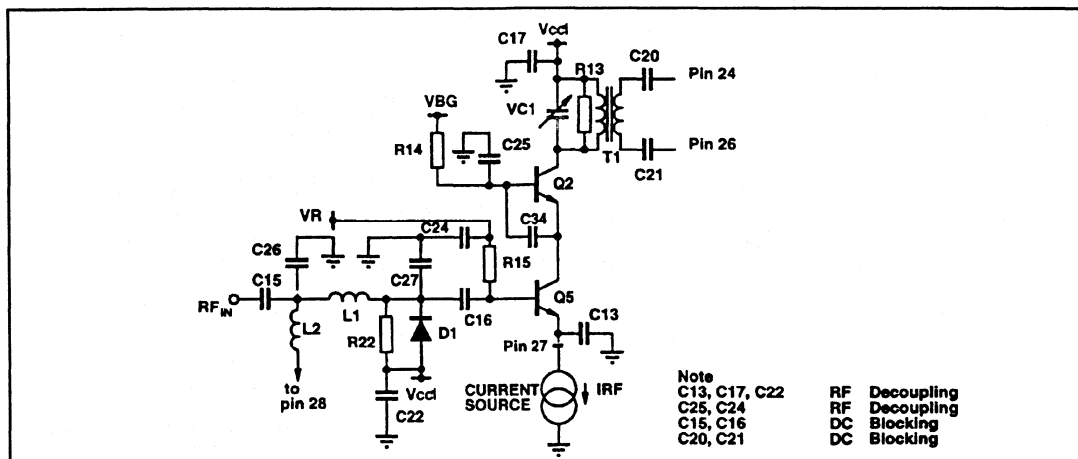 C17
Vccl
R13
C20
Pin 24
VBG
VC1
C25
R14
T1
C21
Pin 26
Q2
VR
C24
C34
C26
R15
C27
C15
RF IN
L1
C16
Q5
L2
R22
D1
C13
Pin 27
to
pin 28
Vccl
C22
CURRENT
SOURCE
IRF
Note
C13, C17, C22 RF Decoupling
C25, C24 RF Decoupling
C15, C16 DC Blocking
C20, C21 DC Blocking